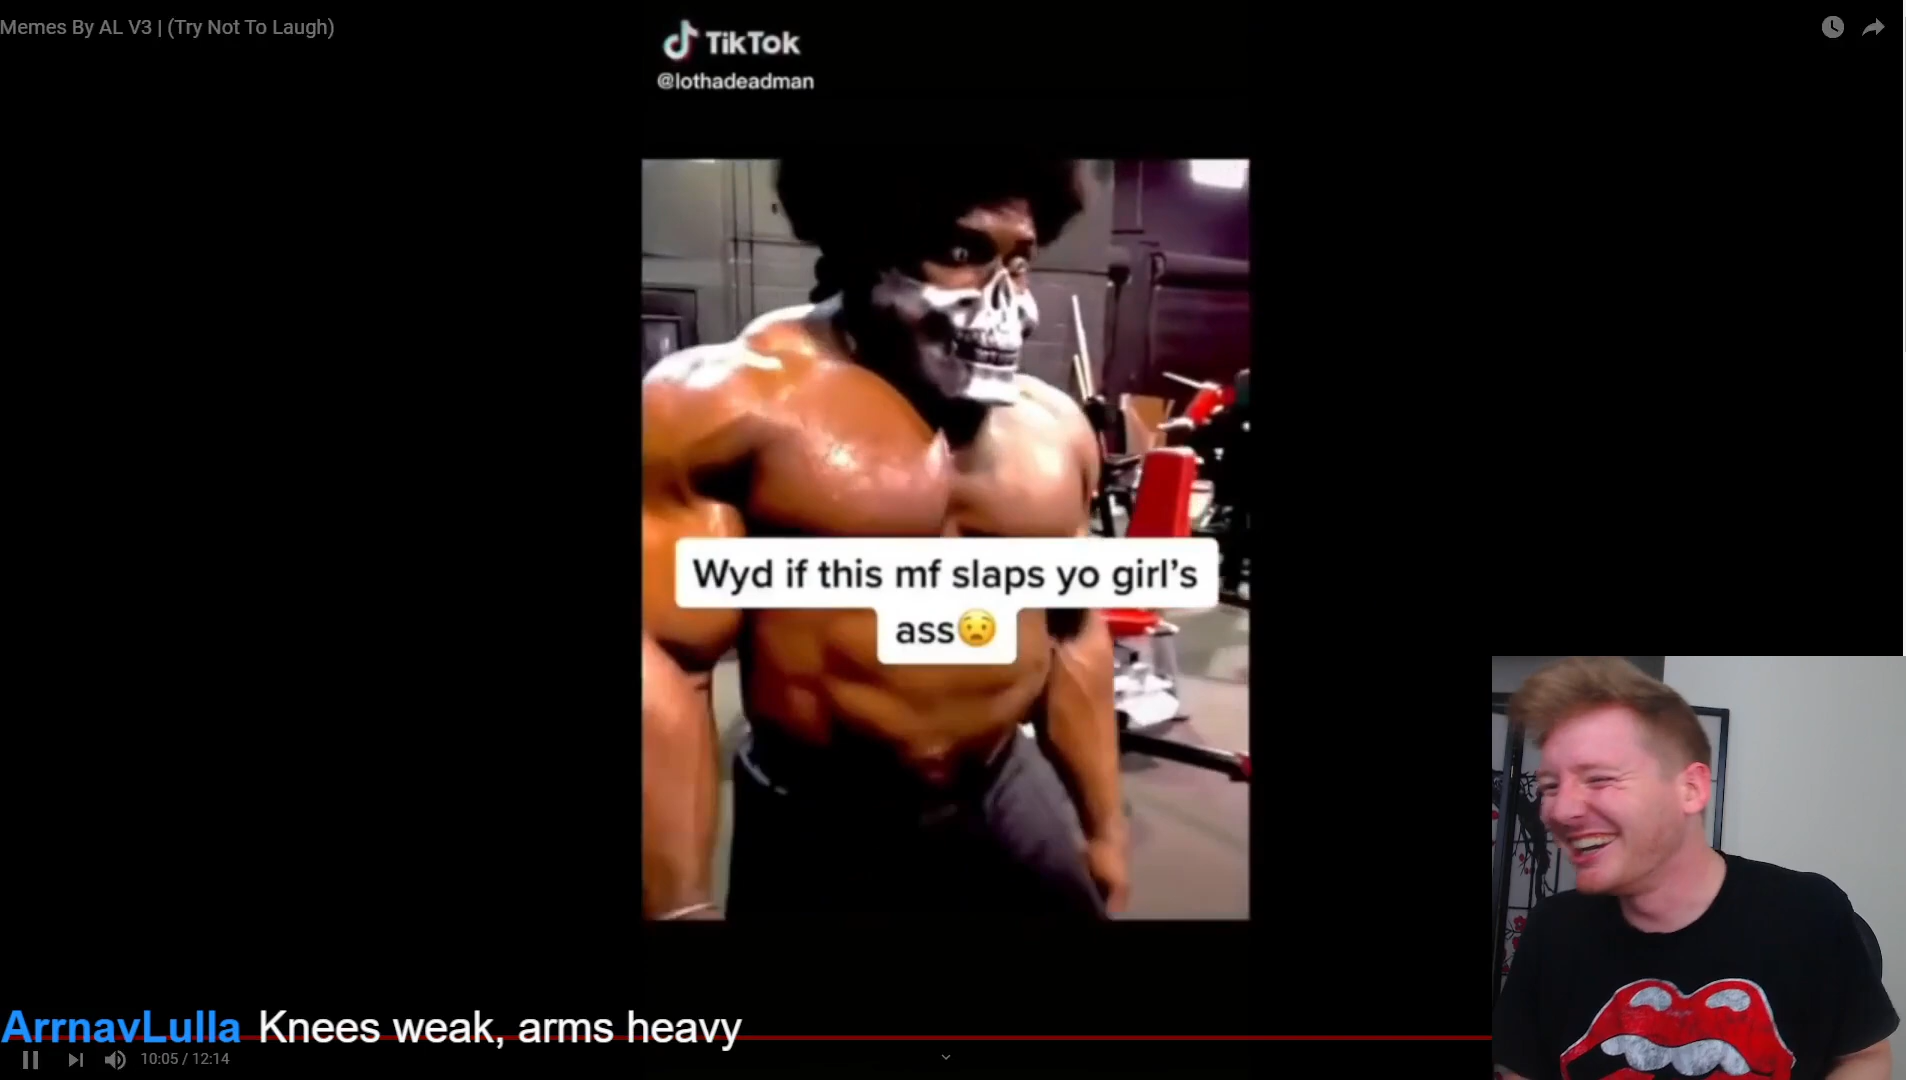 Memes By AL V3 | (Try Not To Laugh)
TikTok
@lothadeadman
Wyd if this mf slaps yo girl's
ass😟
ArrnavLulla Knees weak, arms heavy
10:05 / 12:14